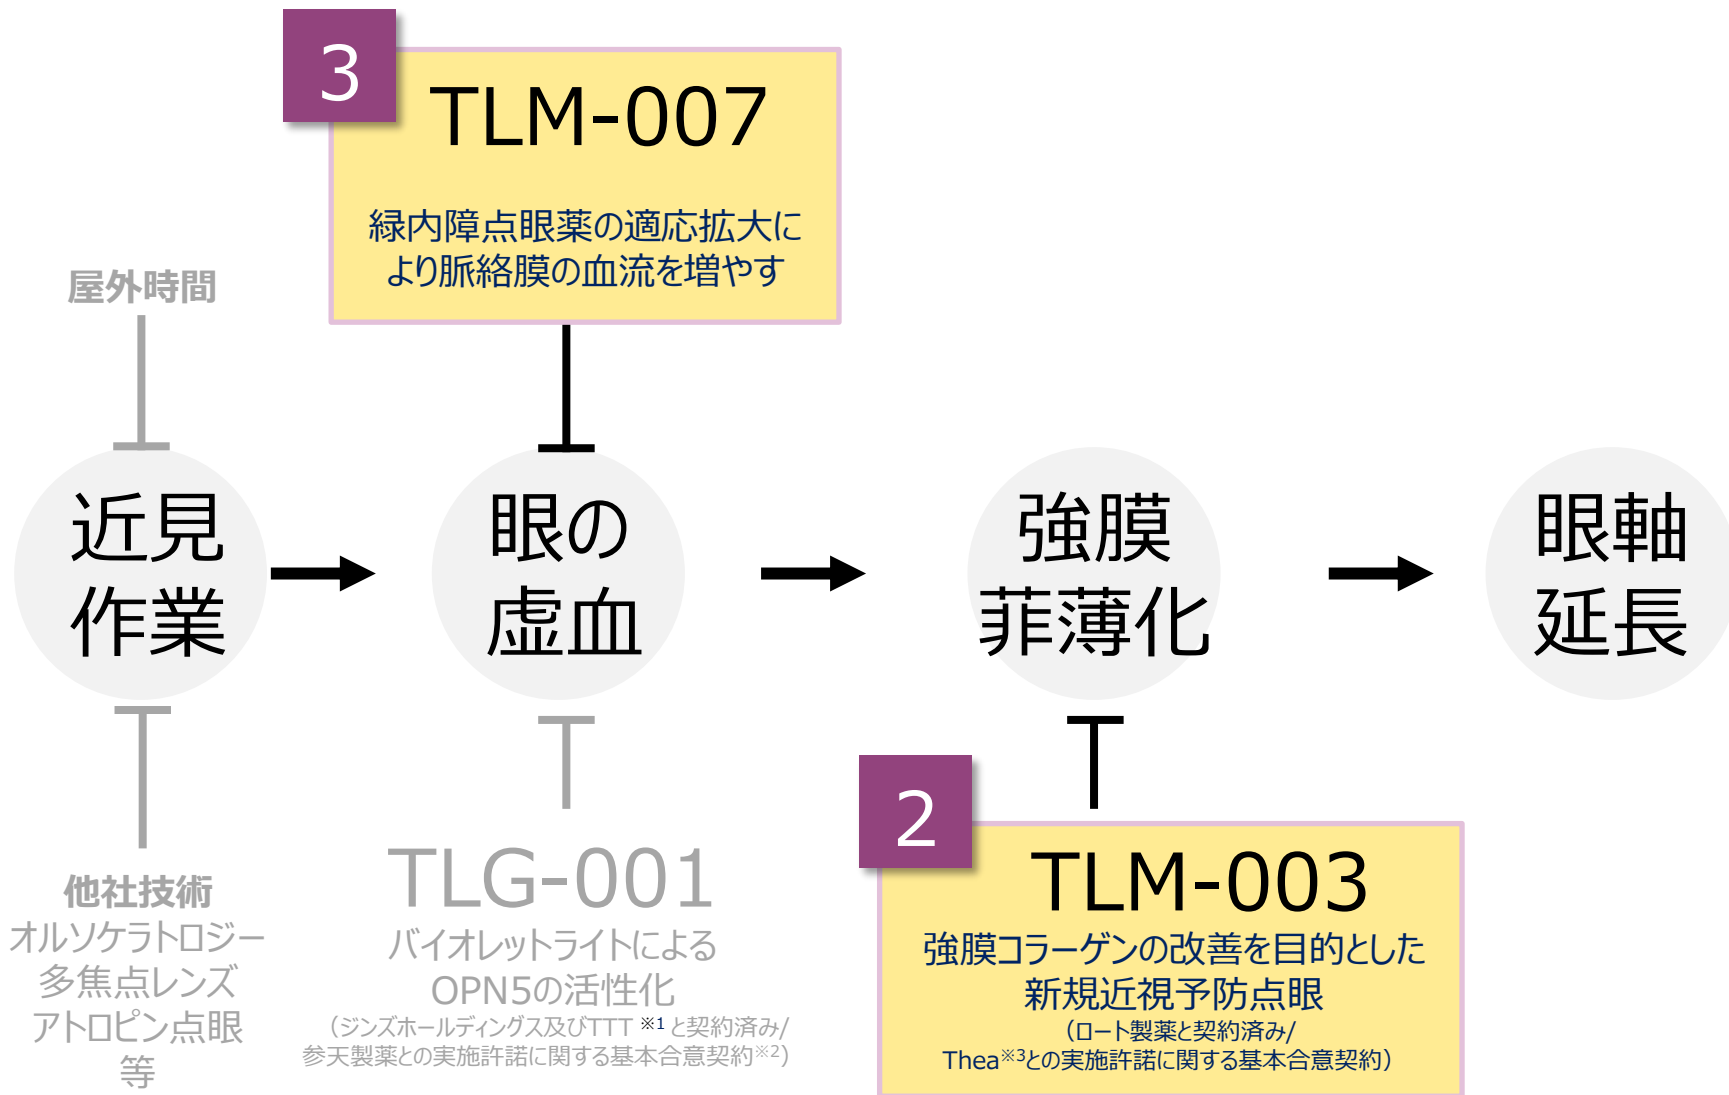 3
TLM-007
緑内障点眼薬の適応拡大に
より脈絡膜の血流を増やす
屋外時間
近見
作業
眼の
虚血
強膜
菲薄化
眼軸
延長
他社技術
オルソケラトロジー
多焦点レンズ
アトロピン点眼
等
TLG-001
バイオレットライトによる
OPN5の活性化
（ジンズホールディングス及びTTT ※1 と契約済み/
参天製薬との実施許諾に関する基本合意契約※2）
2
TLM-003
強膜コラーゲンの改善を目的とした
新規近視予防点眼
（ロート製薬と契約済み/
Thea※3との実施許諾に関する基本合意契約）